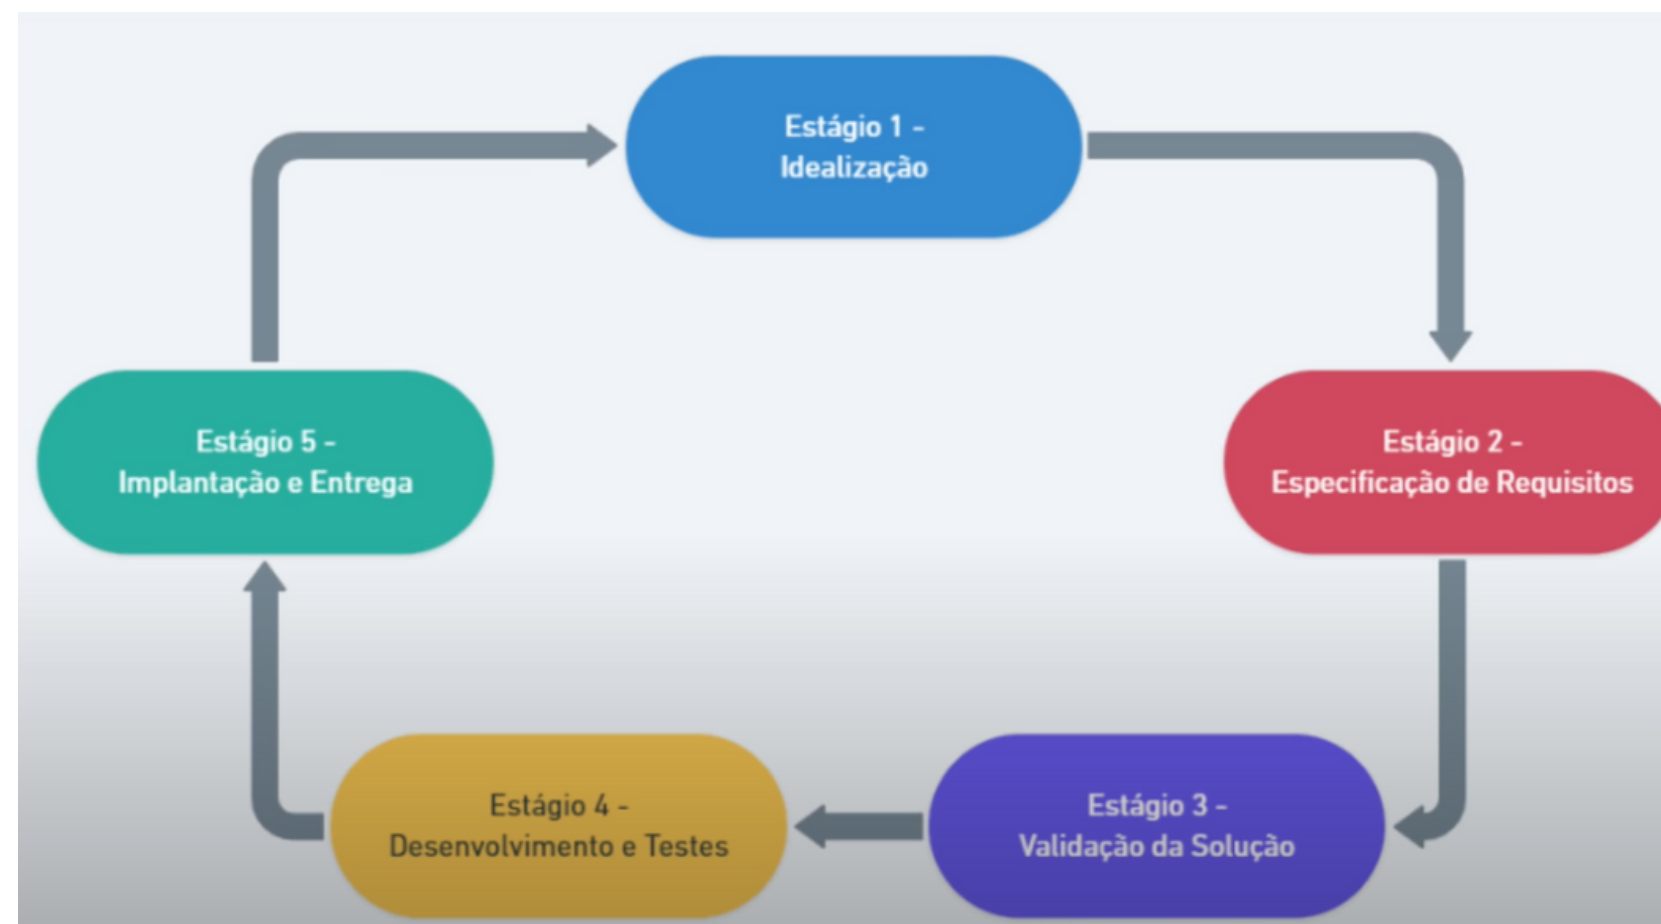 Estágio 1 -
Idealização
Estágio 2 -
Especificação de Requisitos
Estágio 3 -
Validação da Solução
Estágio 4 -
Desenvolvimento e Testes
Estágio 5 -
Implantação e Entrega